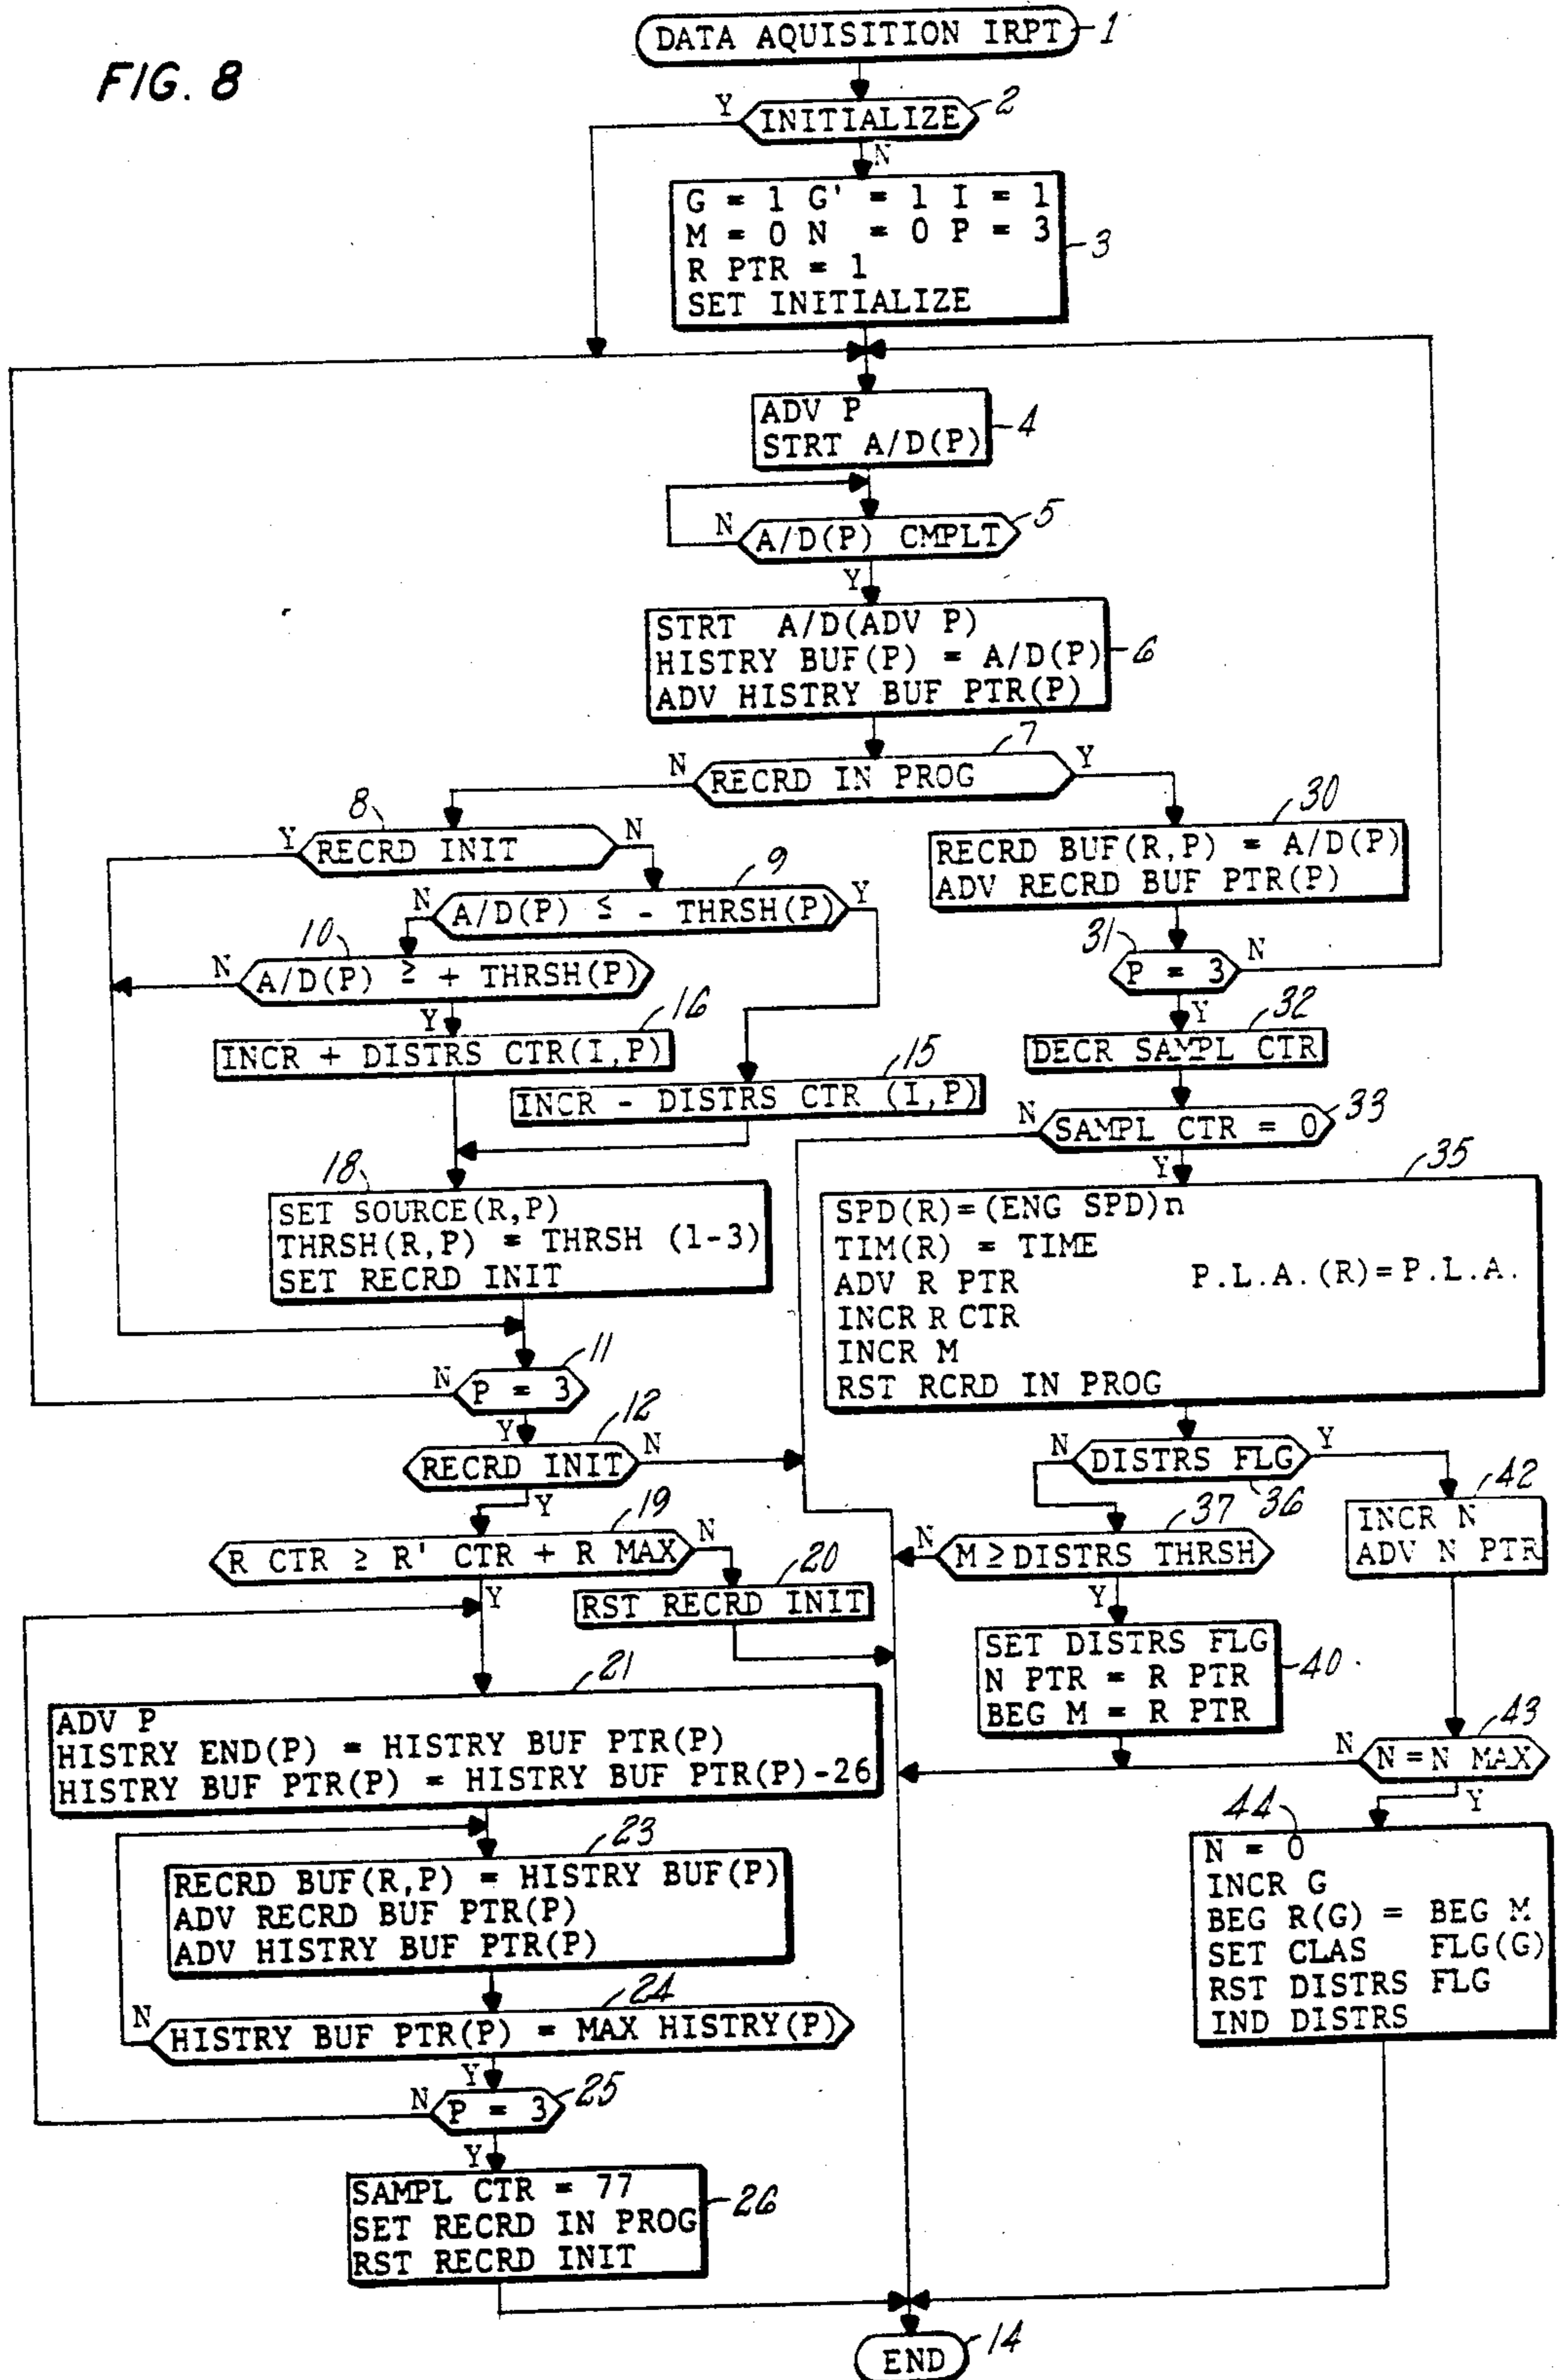 FIG. 8
DATA AQUISITION IRPT 1
Y INITIALIZE 2
N
G = 1 G' = 1 I = 1
M = 0 N = 0 P = 3
R PTR = 1
SET INITIALIZE
3
ADV P
STRT A/D(P)
4
N A/D(P) CMPLT 5
Y
STRT A/D(ADV P)
HISTRY BUF(P) = A/D(P)
ADV HISTRY BUF PTR(P)
6
N RECRD IN PROG Y 7
8 Y RECRD INIT N
9 N A/D(P) ≤ - THRSH(P) Y
10 N A/D(P) ≥ + THRSH(P)
Y
16
INCR + DISTRS CTR(I,P)
15
INCR - DISTRS CTR (I,P)
18
SET SOURCE(R,P)
THRSH(R,P) = THRSH (1-3)
SET RECRD INIT
11
N P = 3
Y
12
RECRD INIT N
Y
19
R CTR ≥ R' CTR + R MAX N
Y
20
RST RECRD INIT
21
ADV P
HISTRY END(P) = HISTRY BUF PTR(P)
HISTRY BUF PTR(P) = HISTRY BUF PTR(P)-26
23
RECRD BUF(R,P) = HISTRY BUF(P)
ADV RECRD BUF PTR(P)
ADV HISTRY BUF PTR(P)
24
N HISTRY BUF PTR(P) = MAX HISTRY(P)
Y
25
N P = 3
Y
SAMPL CTR = 77
SET RECRD IN PROG
RST RECRD INIT
26
30
RECRD BUF(R,P) = A/D(P)
ADV RECRD BUF PTR(P)
31
P = 3 N
Y
32
DECR SAMPL CTR
N SAMPL CTR = 0 33
Y
35
SPD(R)=(ENG SPD)n
TIM(R) = TIME
ADV R PTR P.L.A.(R)=P.L.A.
INCR R CTR
INCR M
RST RCRD IN PROG
N DISTRS FLG Y
36
37
N M ≥ DISTRS THRSH
Y
SET DISTRS FLG
N PTR = R PTR
BEG M = R PTR
40
42
INCR N
ADV N PTR
43
N N = N MAX
Y
44
N = 0
INCR G
BEG R(G) = BEG M
SET CLAS FLG(G)
RST DISTRS FLG
IND DISTRS
END 14